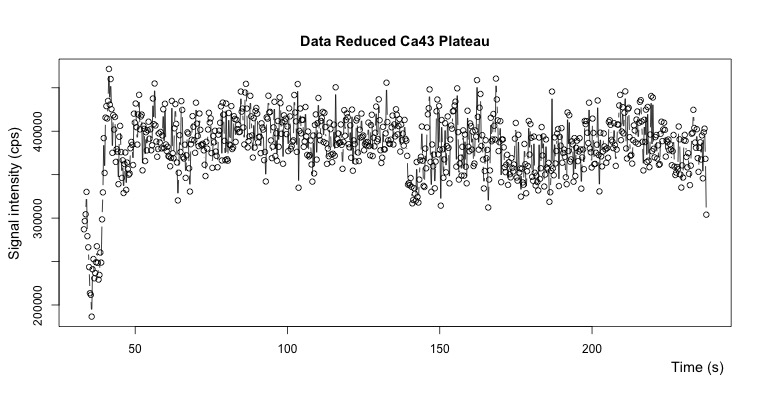 Data Reduced Ca43 Plateau
Signal intensity (cps)
400000
300000
200000
50
100
150
200
Time (s)